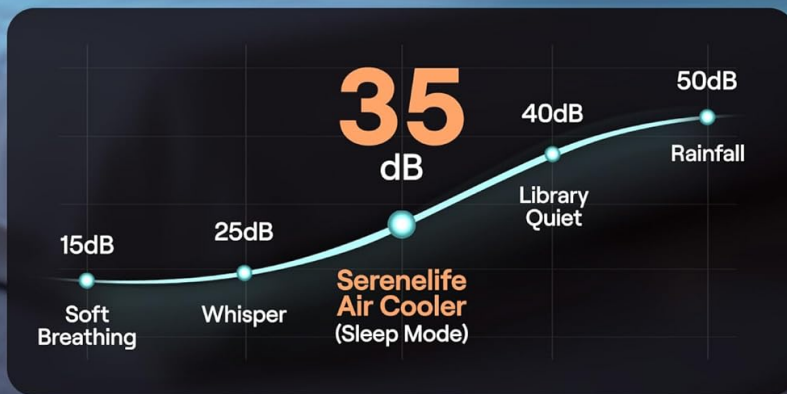 15dB
Soft
Breathing
25dB
Whisper
35
dB
Serenelife
Air Cooler
(Sleep Mode)
40dB
Library
Quiet
50dB
Rainfall